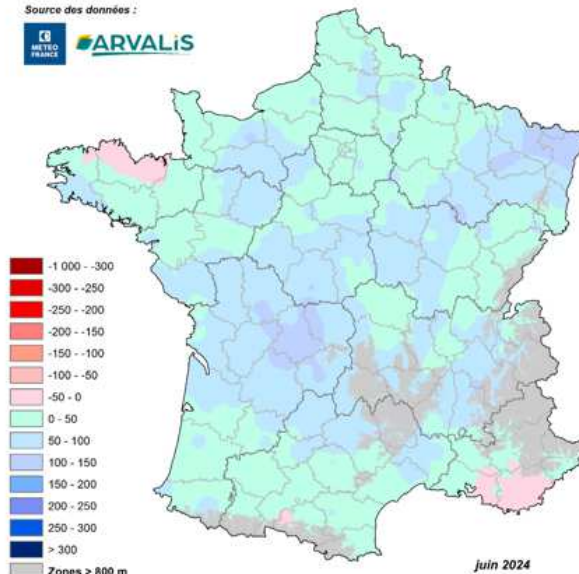 Source des données :
METEO
FRANCE
ARVALIS
-1 000 - -300
-300 - -250
-250 - -200
-200 - -150
-150 - -100
-100 - -50
-50 - 0
0 - 50
50 - 100
100 - 150
150 - 200
200 - 250
250 - 300
> 300
Zones > 800 m
juin 2024